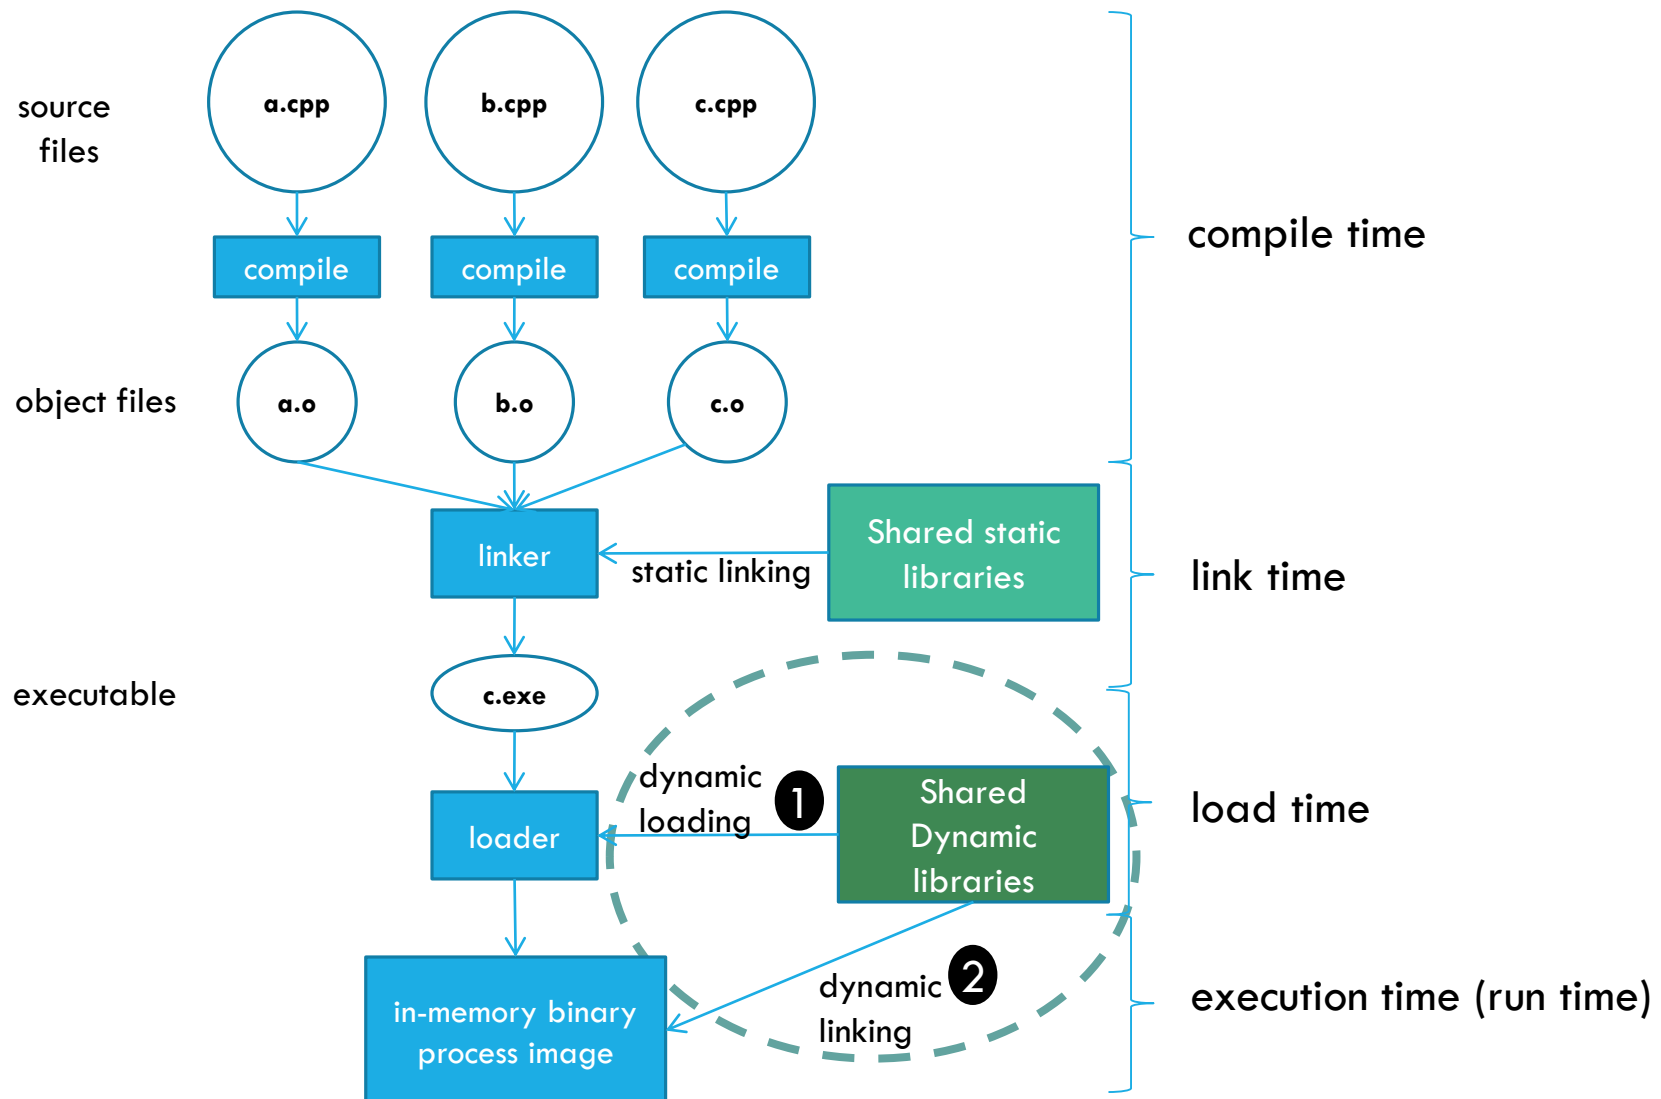 source
files
a.cpp
b.cpp
c.cpp
compile
compile
compile
compile time
object files
a.o
b.o
c.o
linker
static linking
Shared static
libraries
link time
executable
c.exe
loader
dynamic
loading
1
Shared
Dynamic
libraries
load time
in-memory binary
process image
dynamic
linking
2
execution time (run time)